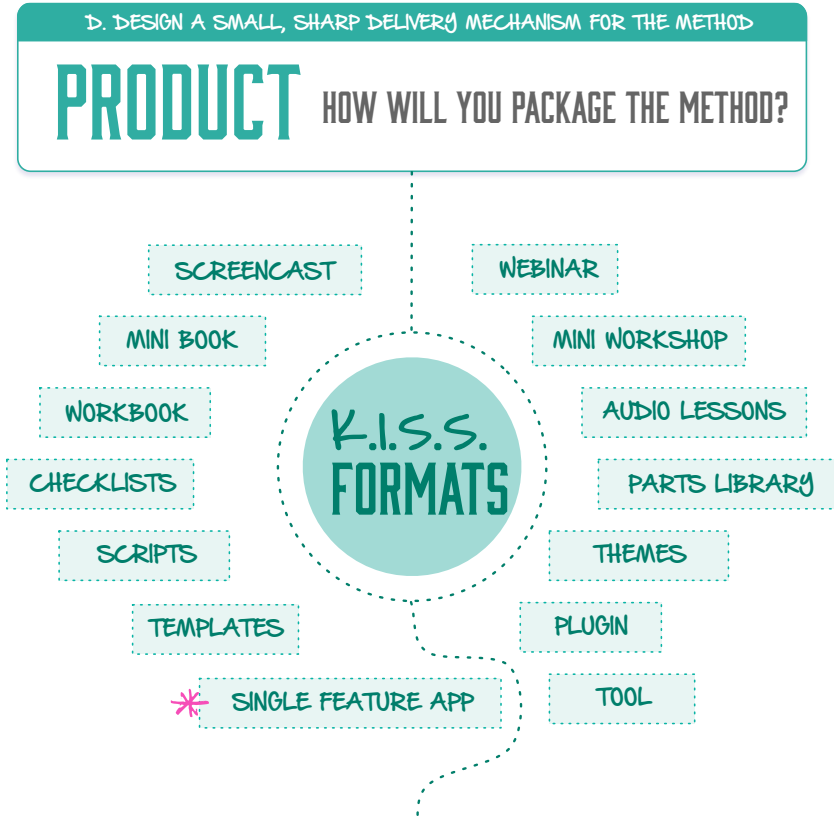 D. DESIGN A SMALL, SHARP DELIVERY MECHANISM FOR THE METHOD
PRODUCT HOW WILL YOU PACKAGE THE METHOD?
SCREENCAST
WEBINAR
MINI BOOK
MINI WORKSHOP
WORKBOOK
AUDIO LESSONS
K.I.S.S.
FORMATS
CHECKLISTS
PARTS LIBRARY
SCRIPTS
THEMES
TEMPLATES
PLUGIN
* SINGLE FEATURE APP
TOOL